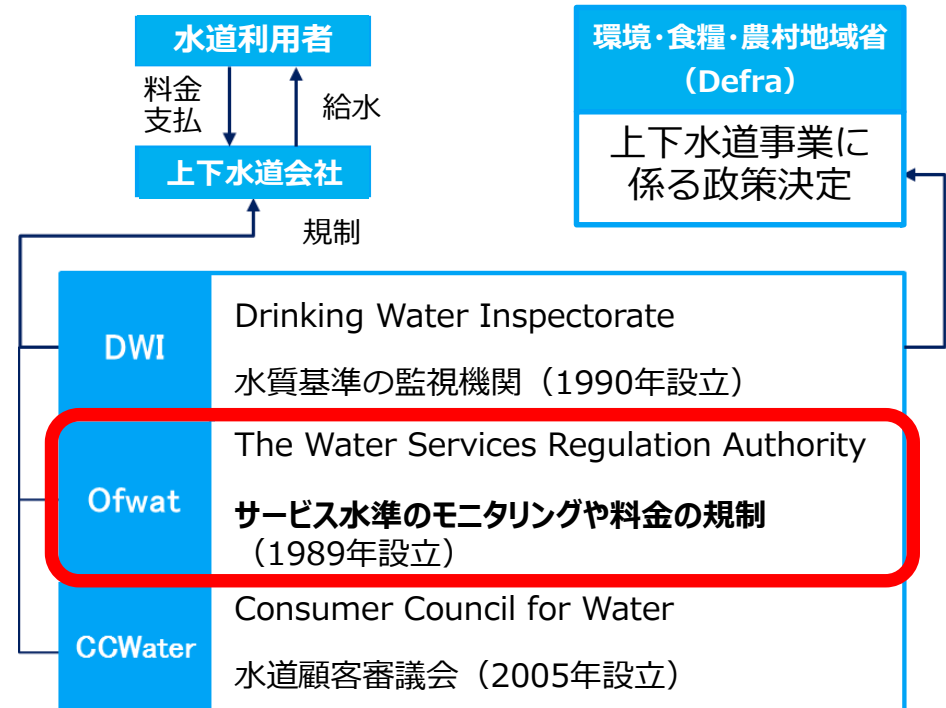 水道利用者
料金
支払
給水
上下水道会社
規制
環境・食糧・農村地域省
（Defra）
上下水道事業に
係る政策決定
DWI
Drinking Water Inspectorate
水質基準の監視機関（1990年設立）
Ofwat
The Water Services Regulation Authority
サービス水準のモニタリングや料金の規制
（1989年設立）
CCWater
Consumer Council for Water
水道顧客審議会（2005年設立）